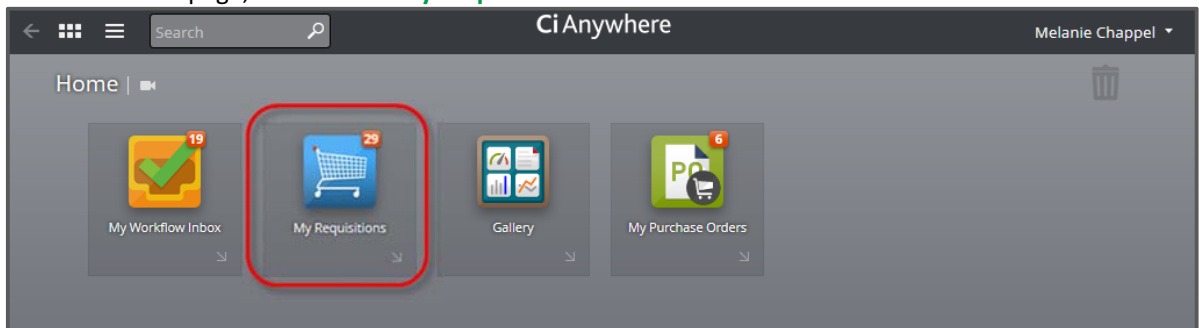 Search
Ci Anywhere
Melanie Chappel
Home |
19
29
6
PO
My Workflow Inbox
My Requisitions
Gallery
My Purchase Orders